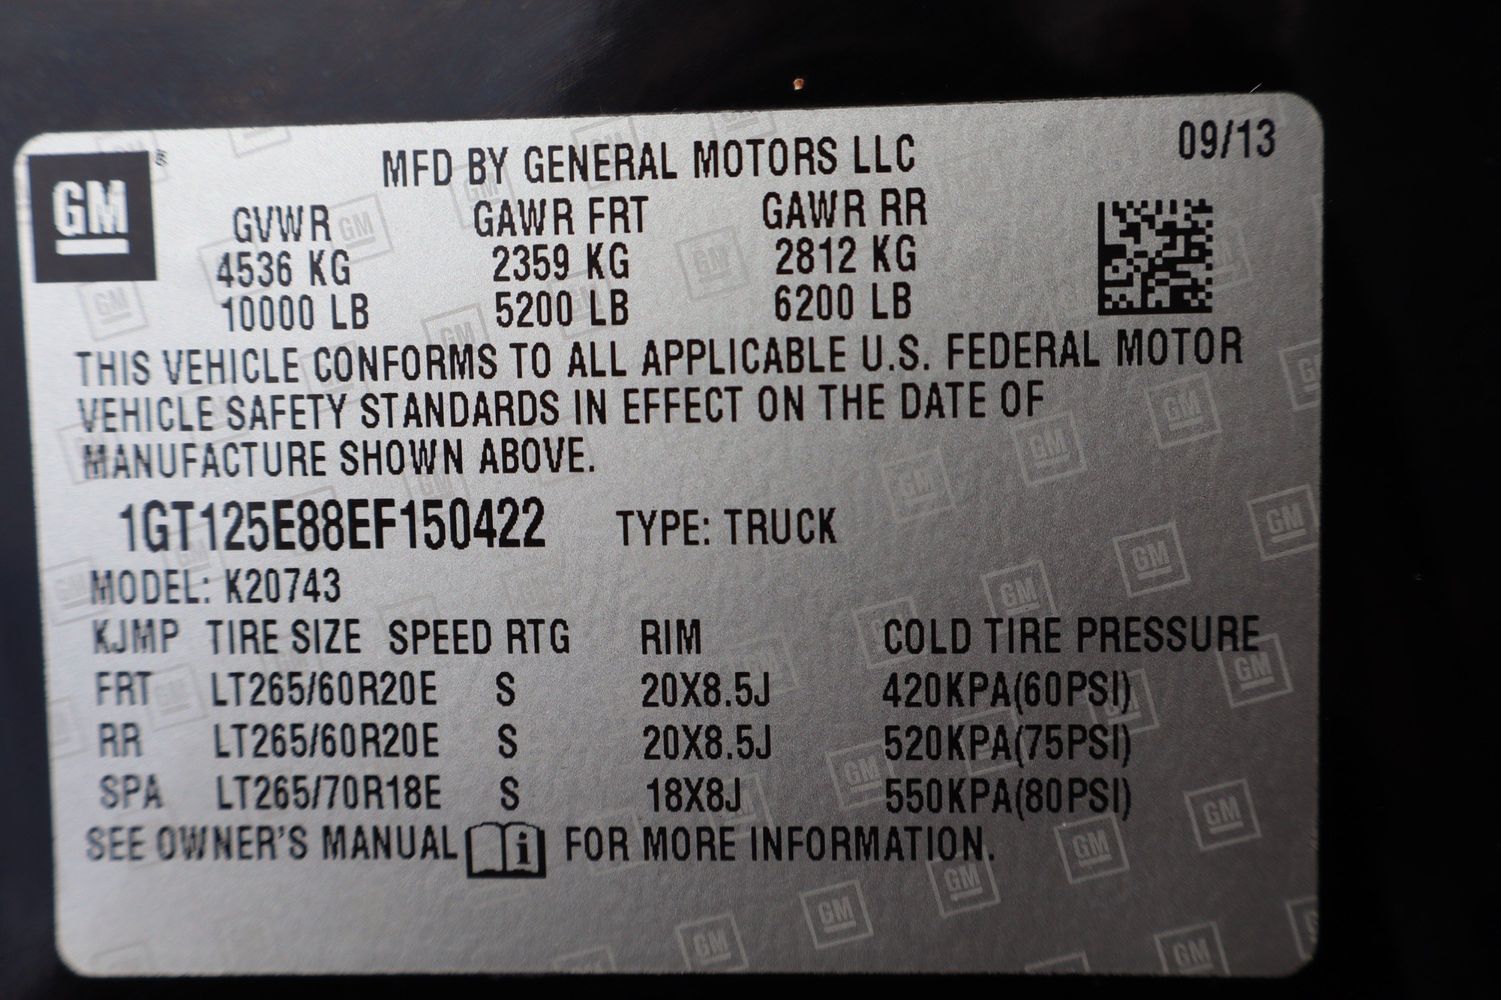 GM®
MFD BY GENERAL MOTORS LLC 09/13
GVWR GAWR FRT GAWR RR
4536 KG 2359 KG 2812 KG
10000 LB 5200 LB 6200 LB
THIS VEHICLE CONFORMS TO ALL APPLICABLE U.S. FEDERAL MOTOR
VEHICLE SAFETY STANDARDS IN EFFECT ON THE DATE OF
MANUFACTURE SHOWN ABOVE.
1GT125E88EF150422 TYPE: TRUCK
MODEL: K20743
KJMP TIRE SIZE SPEED RTG RIM COLD TIRE PRESSURE
FRT LT265/60R20E S 20X8.5J 420KPA(60PSI)
RR LT265/60R20E S 20X8.5J 520KPA(75PSI)
SPA LT265/70R18E S 18X8J 550KPA(80PSI)
SEE OWNER'S MANUAL i FOR MORE INFORMATION.